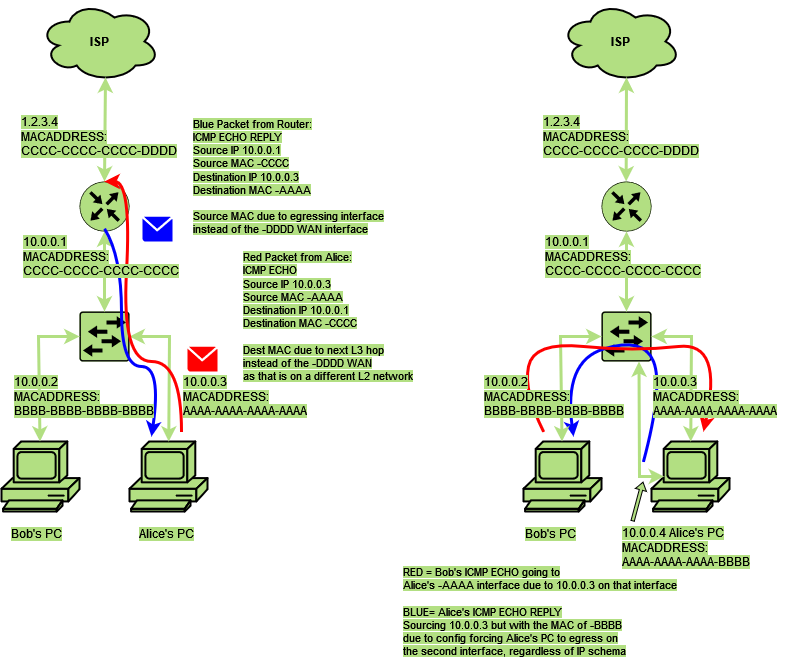 ISP
1.2.3.4
MACADDRESS:
CCCC-CCCC-CCCC-DDDD
Blue Packet from Router:
ICMP ECHO REPLY
Source IP 10.0.0.1
Source MAC -CCCC
Destination IP 10.0.0.3
Destination MAC -AAAA
Source MAC due to egressing interface
instead of the -DDDD WAN interface
10.0.0.1
MACADDRESS:
CCCC-CCCC-CCCC-CCCC
Red Packet from Alice:
ICMP ECHO
Source IP 10.0.0.3
Source MAC -AAAA
Destination IP 10.0.0.1
Destination MAC -CCCC
Dest MAC due to next L3 hop
instead of the -DDDD WAN
as that is on a different L2 network
10.0.0.2
MACADDRESS:
BBBB-BBBB-BBBB-BBBB
10.0.0.3
MACADDRESS:
AAAA-AAAA-AAAA-AAAA
Bob's PC
Alice's PC
ISP
1.2.3.4
MACADDRESS:
CCCC-CCCC-CCCC-DDDD
10.0.0.1
MACADDRESS:
CCCC-CCCC-CCCC-CCCC
10.0.0.2
MACADDRESS:
BBBB-BBBB-BBBB-BBBB
10.0.0.3
MACADDRESS:
AAAA-AAAA-AAAA-AAAA
Bob's PC
10.0.0.4 Alice's PC
MACADDRESS:
AAAA-AAAA-AAAA-BBBB
RED = Bob's ICMP ECHO going to
Alice's -AAAA interface due to 10.0.0.3 on that interface
BLUE= Alice's ICMP ECHO REPLY
Sourcing 10.0.0.3 but with the MAC of -BBBB
due to config forcing Alice's PC to egress on
the second interface, regardless of IP schema